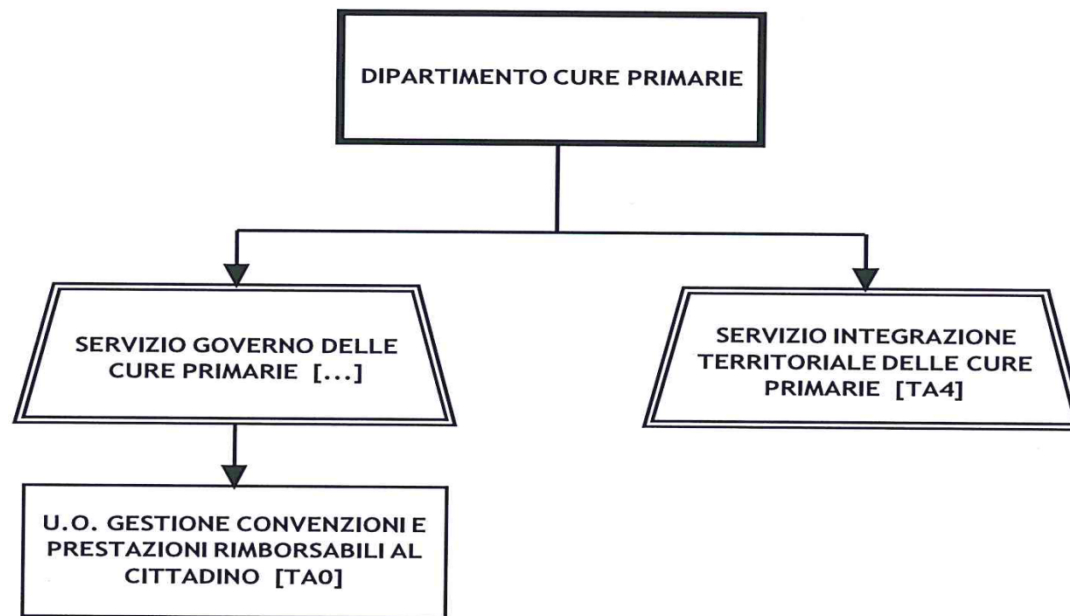 DIPARTIMENTO CURE PRIMARIE
SERVIZIO GOVERNO DELLE
CURE PRIMARIE [...]
SERVIZIO INTEGRAZIONE
TERRITORIALE DELLE CURE
PRIMARIE [TA4]
U.O. GESTIONE CONVENZIONI E
PRESTAZIONI RIMBORSABILI AL
CITTADINO [TA0]